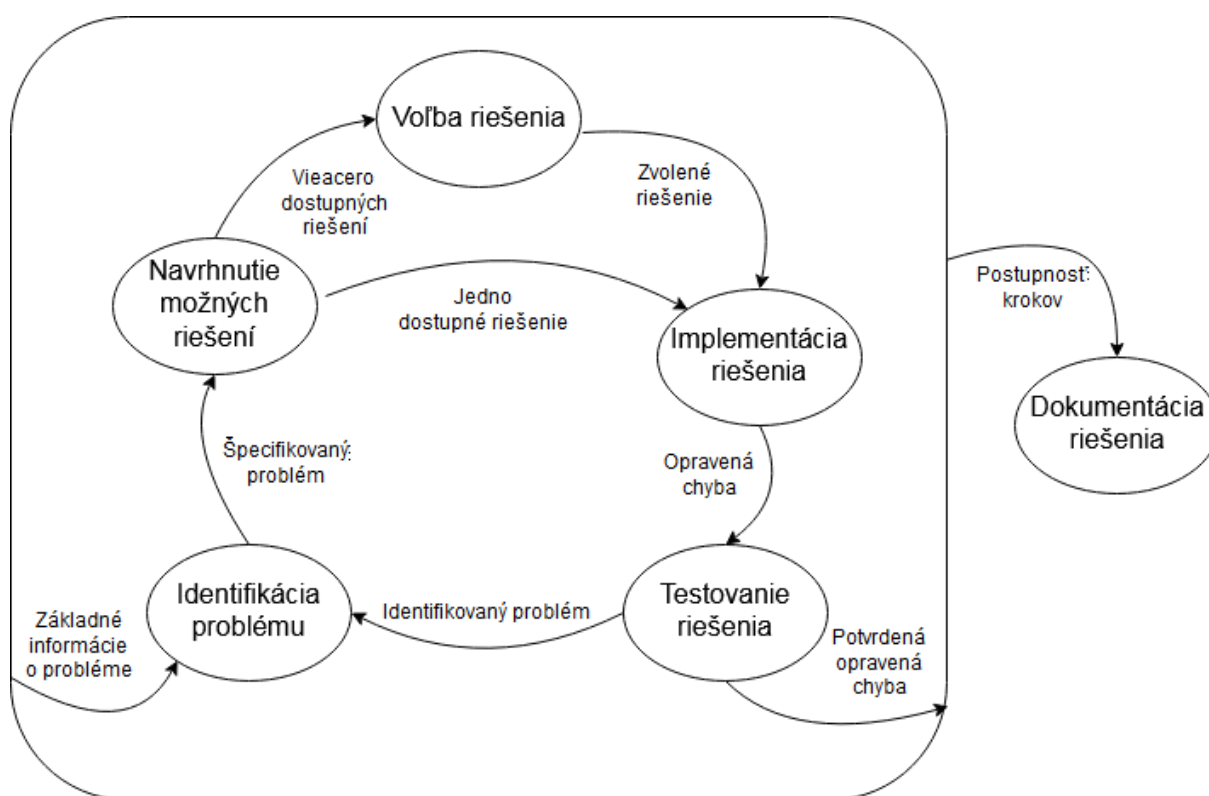 Voľba riešenia
Vieacero
dostupných
riešení
Zvolené
riešenie
Navrhnutie
možných
riešení
Jedno
dostupné riešenie
Implementácia
riešenia
Postupnosť:
krokov
Dokumentácia
riešenia
Špecifikovaný:
problém
Opravená
chyba
Identifikácia
problému
Identifikovaný problém
Testovanie
riešenia
Základné
informácie
o probléme
Potvrdená
opravená
chyba